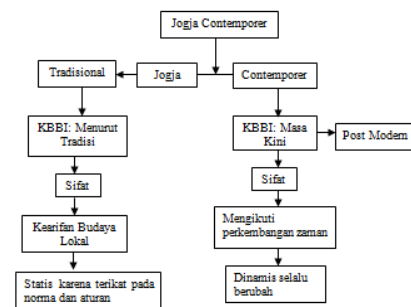 Jogja Contemporer
Tradisional
Jogja
Contemporer
KBBI: Menurut
Tradisi
KBBI: Masa
Kini
Post Modern
Sifat
Sifat
Kearifan Budaya
Lokal
Mengikuti
perkembangan zaman
Statis karena terikat pada
norma dan aturan
Dinamis selalu
berubah